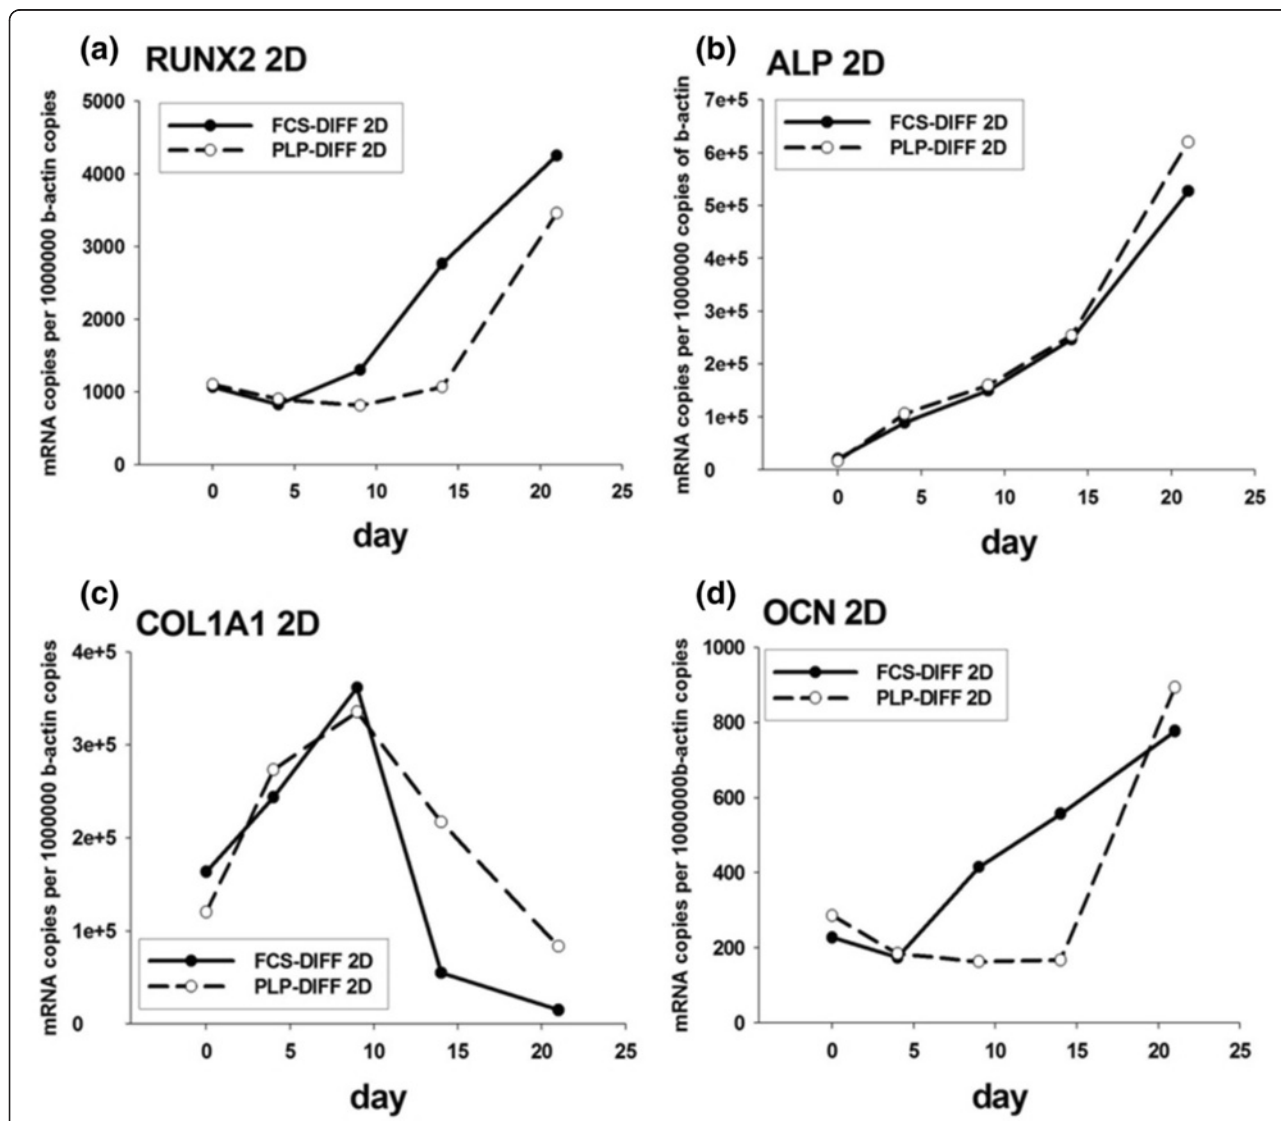 (a) RUNX2 2D
mRNA copies per 1000000 b-actin copies
5000
4000
3000
2000
1000
0
FCS-DIFF 2D
PLP-DIFF 2D
0 5 10 15 20 25
day
(b) ALP 2D
mRNA copies per 1000000 copies of b-actin
7e+5
6e+5
5e+5
4e+5
3e+5
2e+5
1e+5
0
FCS-DIFF 2D
PLP-DIFF 2D
0 5 10 15 20 25
day
(c)
COL1A1 2D
mRNA copies per 1000000 b-actin copies
4e+5
3e+5
2e+5
1e+5
0
FCS-DIFF 2D
PLP-DIFF 2D
0 5 10 15 20 25
day
(d) OCN 2D
mRNA copies per 1000000b-actin copies
1000
800
600
400
200
0
FCS-DIFF 2D
PLP-DIFF 2D
0 5 10 15 20 25
day